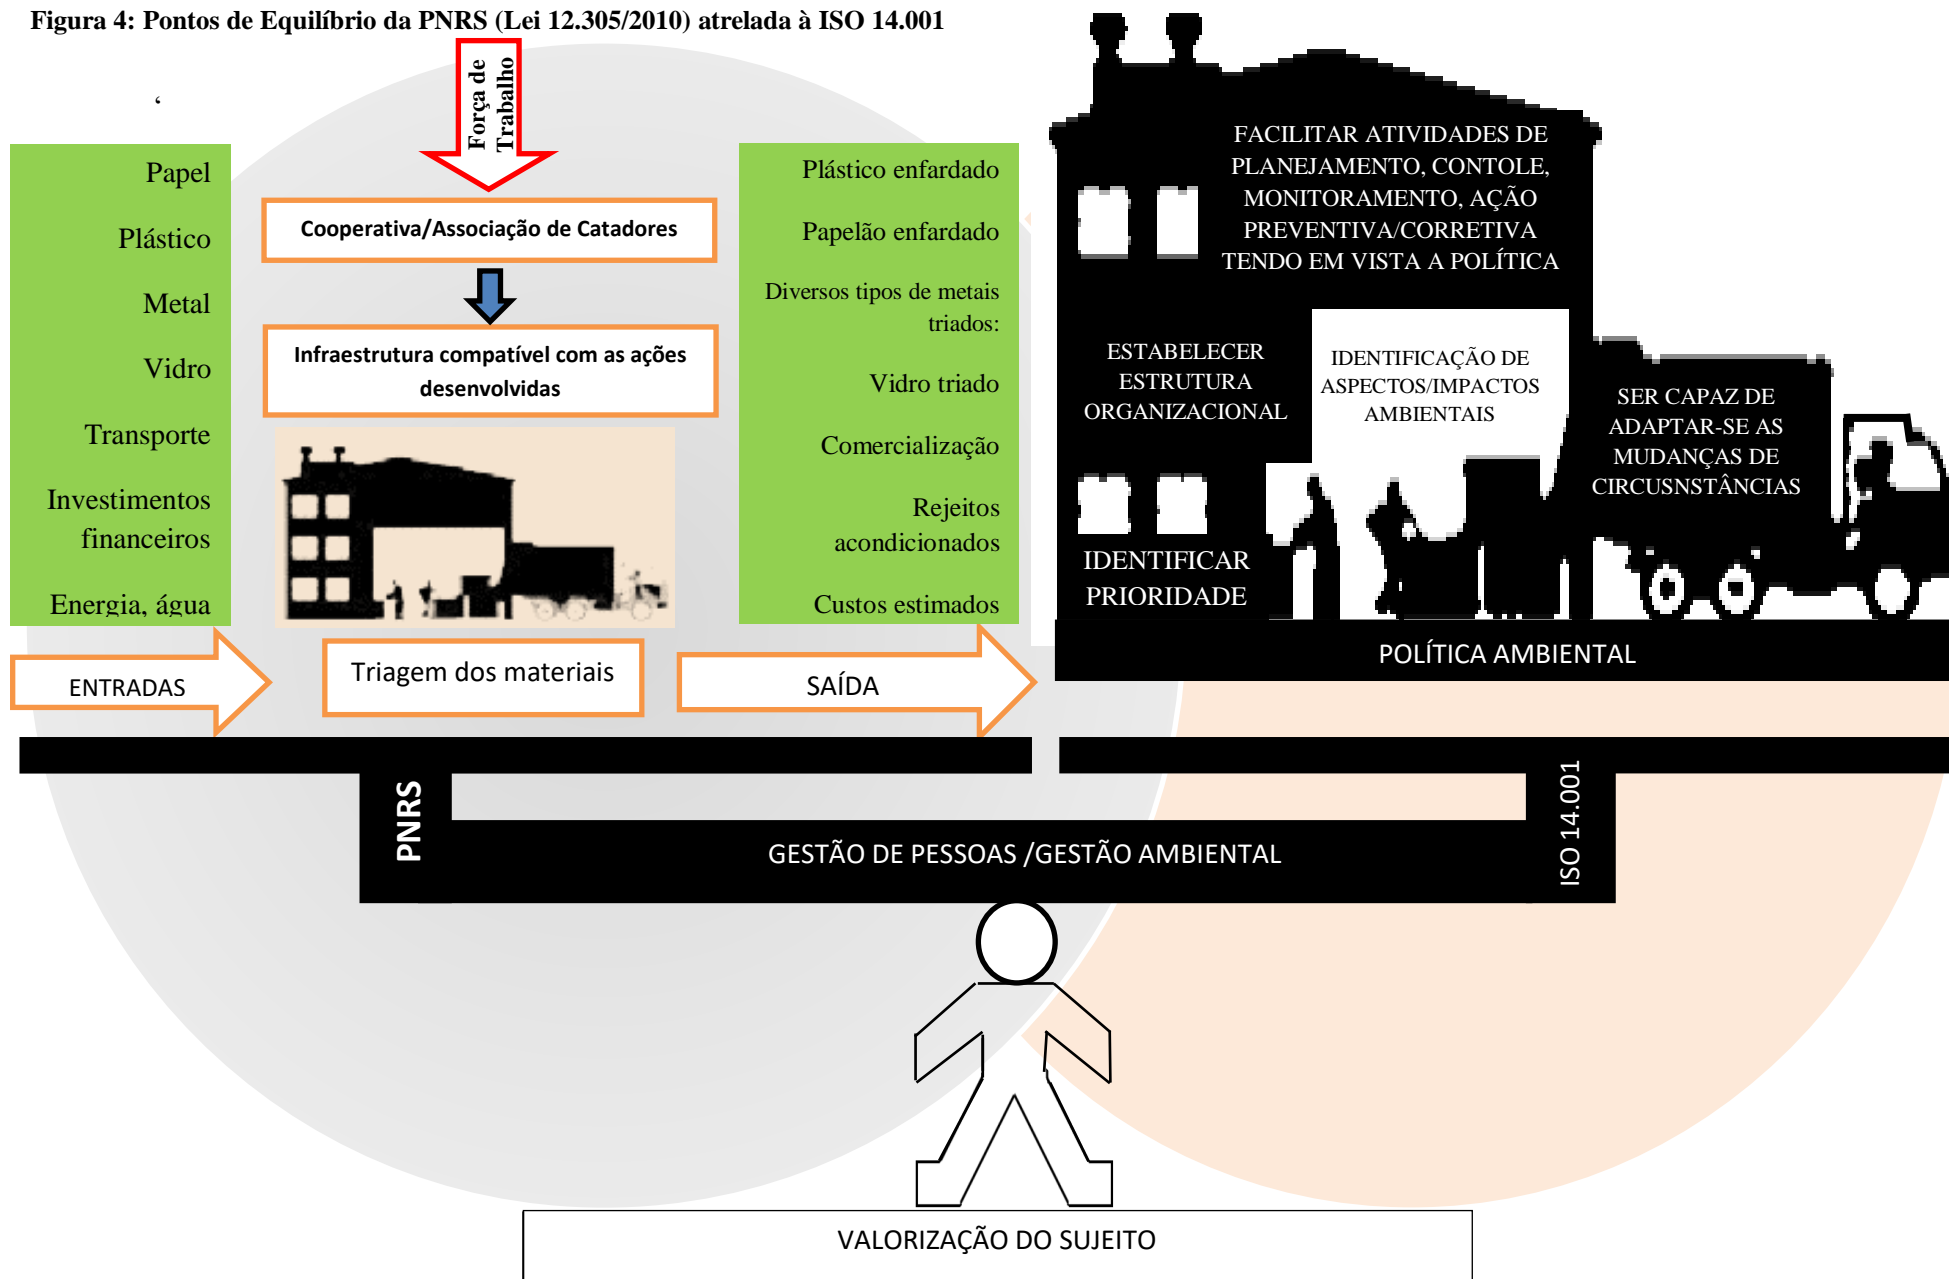 Figura 4: Pontos de Equilíbrio da PNRS (Lei 12.305/2010) atrelada à ISO 14.001
‘
Força de
Trabalho
Papel
Plástico
Metal
Vidro
Transporte
Investimentos
financeiros
Energia, água
ENTRADAS
Cooperativa/Associação de Catadores
Infraestrutura compatível com as ações
desenvolvidas
Triagem dos materiais
Plástico enfardado
Papelão enfardado
Diversos tipos de metais
triados:
Vidro triado
Comercialização
Rejeitos
acondicionados
Custos estimados
SAÍDA
FACILITAR ATIVIDADES DE
PLANEJAMENTO, CONTOLE,
MONITORAMENTO, AÇÃO
PREVENTIVA/CORRETIVA
TENDO EM VISTA A POLÍTICA
ESTABELECER
ESTRUTURA
ORGANIZACIONAL
IDENTIFICAÇÃO DE
ASPECTOS/IMPACTOS
AMBIENTAIS
SER CAPAZ DE
ADAPTAR-SE AS
MUDANÇAS DE
CIRCUSNSTÂNCIAS
IDENTIFICAR
PRIORIDADE
POLÍTICA AMBIENTAL
PNRS
GESTÃO DE PESSOAS /GESTÃO AMBIENTAL
ISO 14.001
VALORIZAÇÃO DO SUJEITO